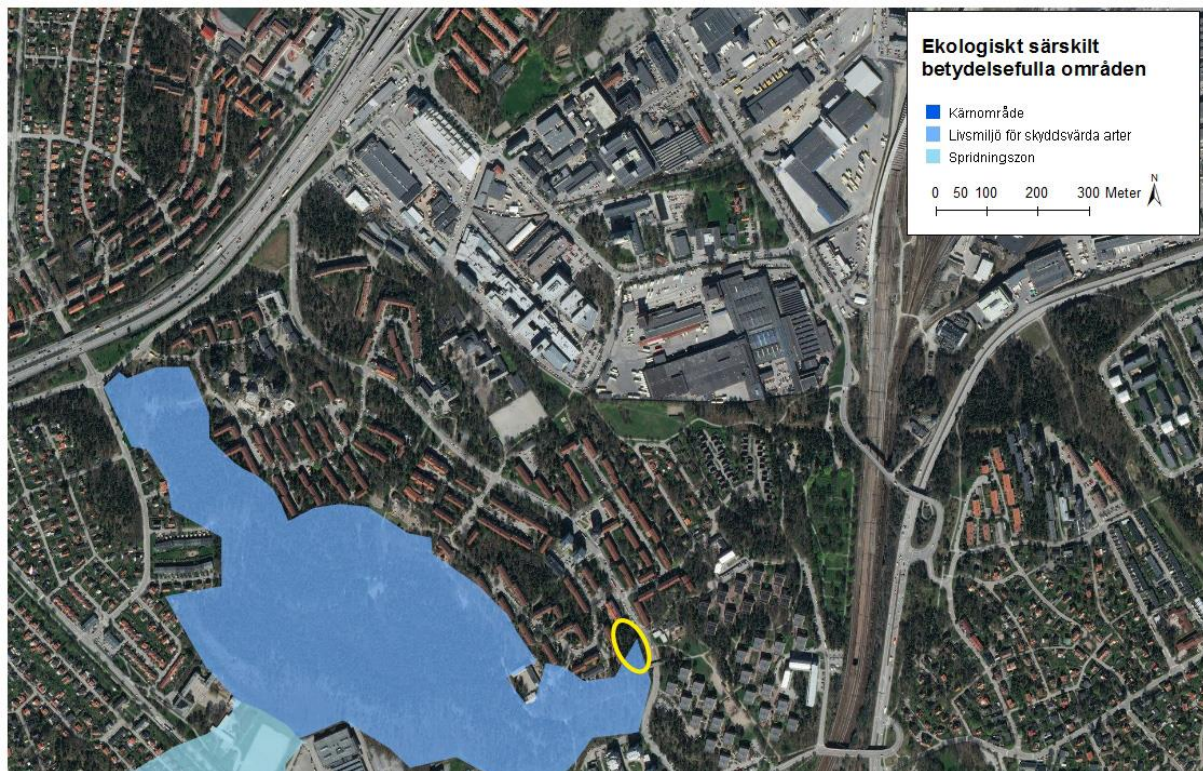 Ekologiskt särskilt
betydelsefulla områden
Kärnområde
Livsmiljö för skyddsvärda arter
Spridningszon
N
0 50 100 200 300 Meter